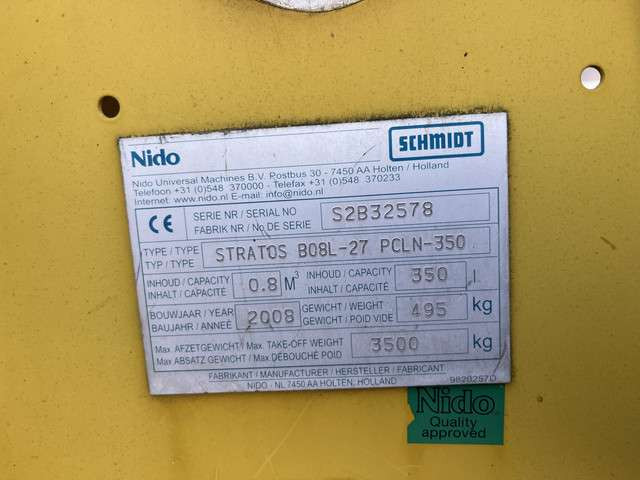 Nido
SCHMIDT
Nido Universal Machines B.V. Postbus 30 - 7450 AA Holten / Holland
Telefoon +31 (0)548 370000 - Telefax +31 (0)548 370233
Internet: www.nido.nl E-mail: info@nido.nl
CE
SERIE NR / SERIAL NO
FABRIK NR / No DE SERIE
S2B32578
TYPE / TYPE
TYP / TYPE
STRATOS B08L-27 PCLN-350
INHOUD / CAPACITY
INHALT / CAPACITÉ
0.8 M3
INHOUD / CAPACITY
INHALT / CAPACITÉ
350 l
BOUWJAAR / YEAR
BAUJAHR / ANNÉE
2008
GEWICHT / WEIGHT
GEWICHT / POID VIDE
495 kg
Max AFZETGEWICHT / Max. TAKE-OFF WEIGHT
Max ABSATZ GEWICHT / Max DÉBOUCHÉ POID
3500 kg
FABRIKANT / MANUFACTURER / HERSTELLER / FABRICANT
NIDO - NL 7450 AA HOLTEN, HOLLAND
9820257D
Nido
Quality
approved